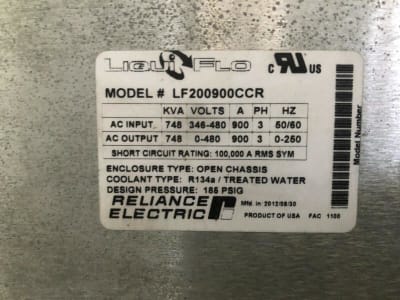 LIQUIFLO
C RU US
MODEL # LF200900CCR
KVA VOLTS A PH HZ
AC INPUT 748 346-480 900 3 50/60
AC OUTPUT 748 0-480 900 3 0-250
SHORT CIRCUIT RATING: 100,000 A RMS SYM
ENCLOSURE TYPE: OPEN CHASSIS
COOLANT TYPE: R134a / TREATED WATER
DESIGN PRESSURE: 185 PSIG
RELIANCE
ELECTRIC
Mfd. in: 2012/08/30
PRODUCT OF USA FAC 1100
Model Number